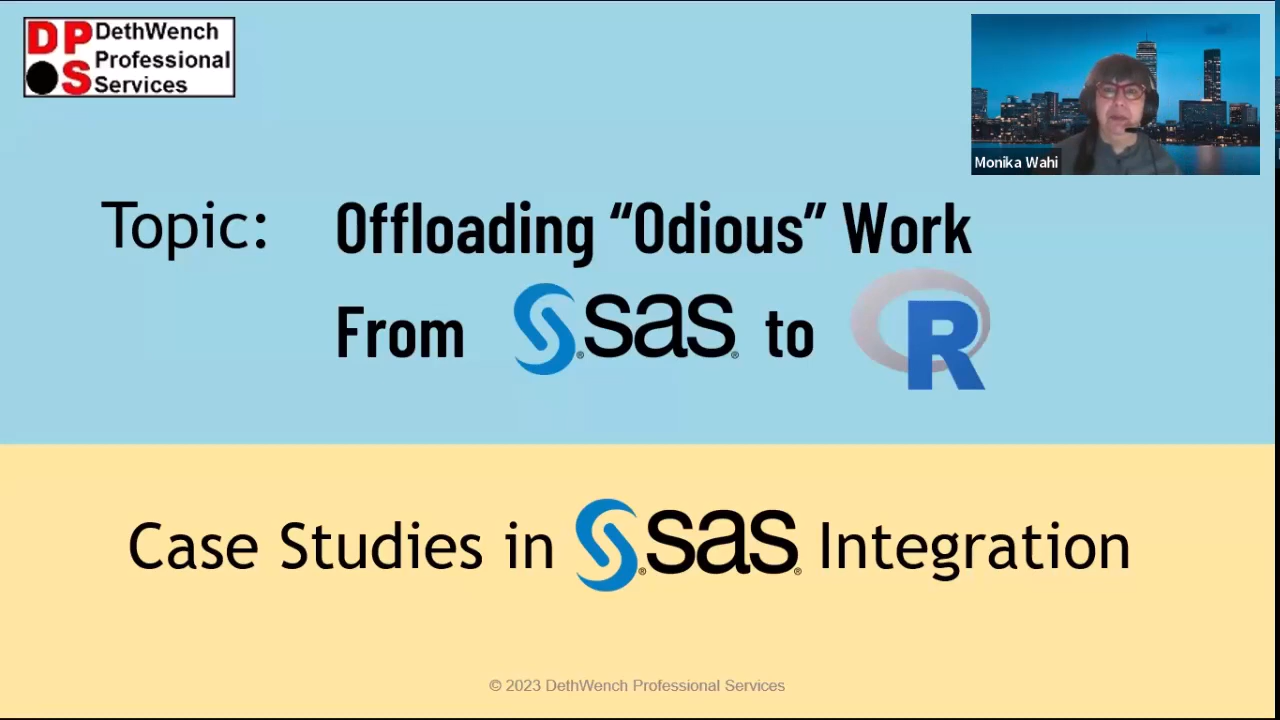 DP DethWench
Professional
S Services
Monika Wahi
Topic: Offloading “Odious” Work
From sas to R
Case Studies in sas Integration
© 2023 DethWench Professional Services